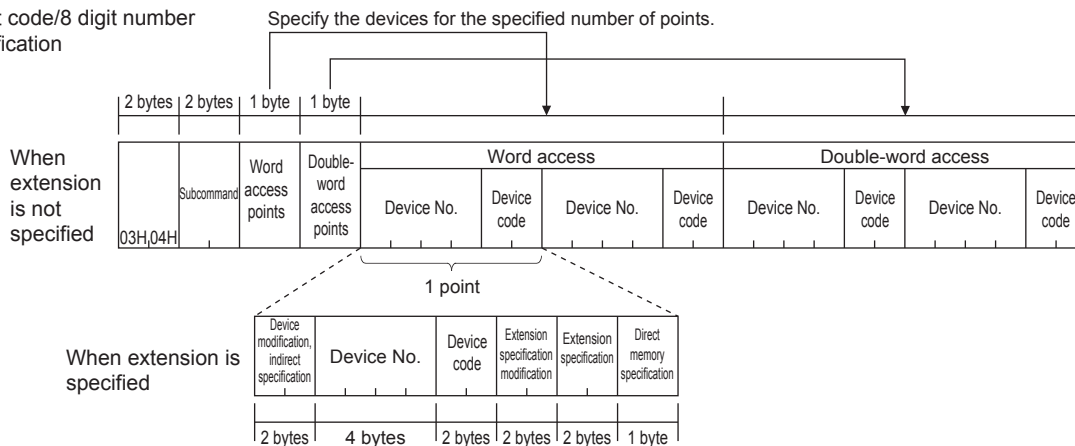 code/8 digit number
Specify the devices for the specified number of points.
2 bytes
2 bytes
1 byte
1 byte
When
extension
is not
specified
03H
04H
Subcommand
Word
access
points
Double-
word
access
points
Word access
Double-word access
Device No.
Device
code
Device No.
Device
code
Device No.
Device
code
Device No.
Device
code
1 point
When extension is
specified
Device
modification,
indirect
specification
Device No.
Device
code
Extension
specification
modification
Extension
specification
Direct
memory
specification
2 bytes
4 bytes
2 bytes
2 bytes
2 bytes
1 byte